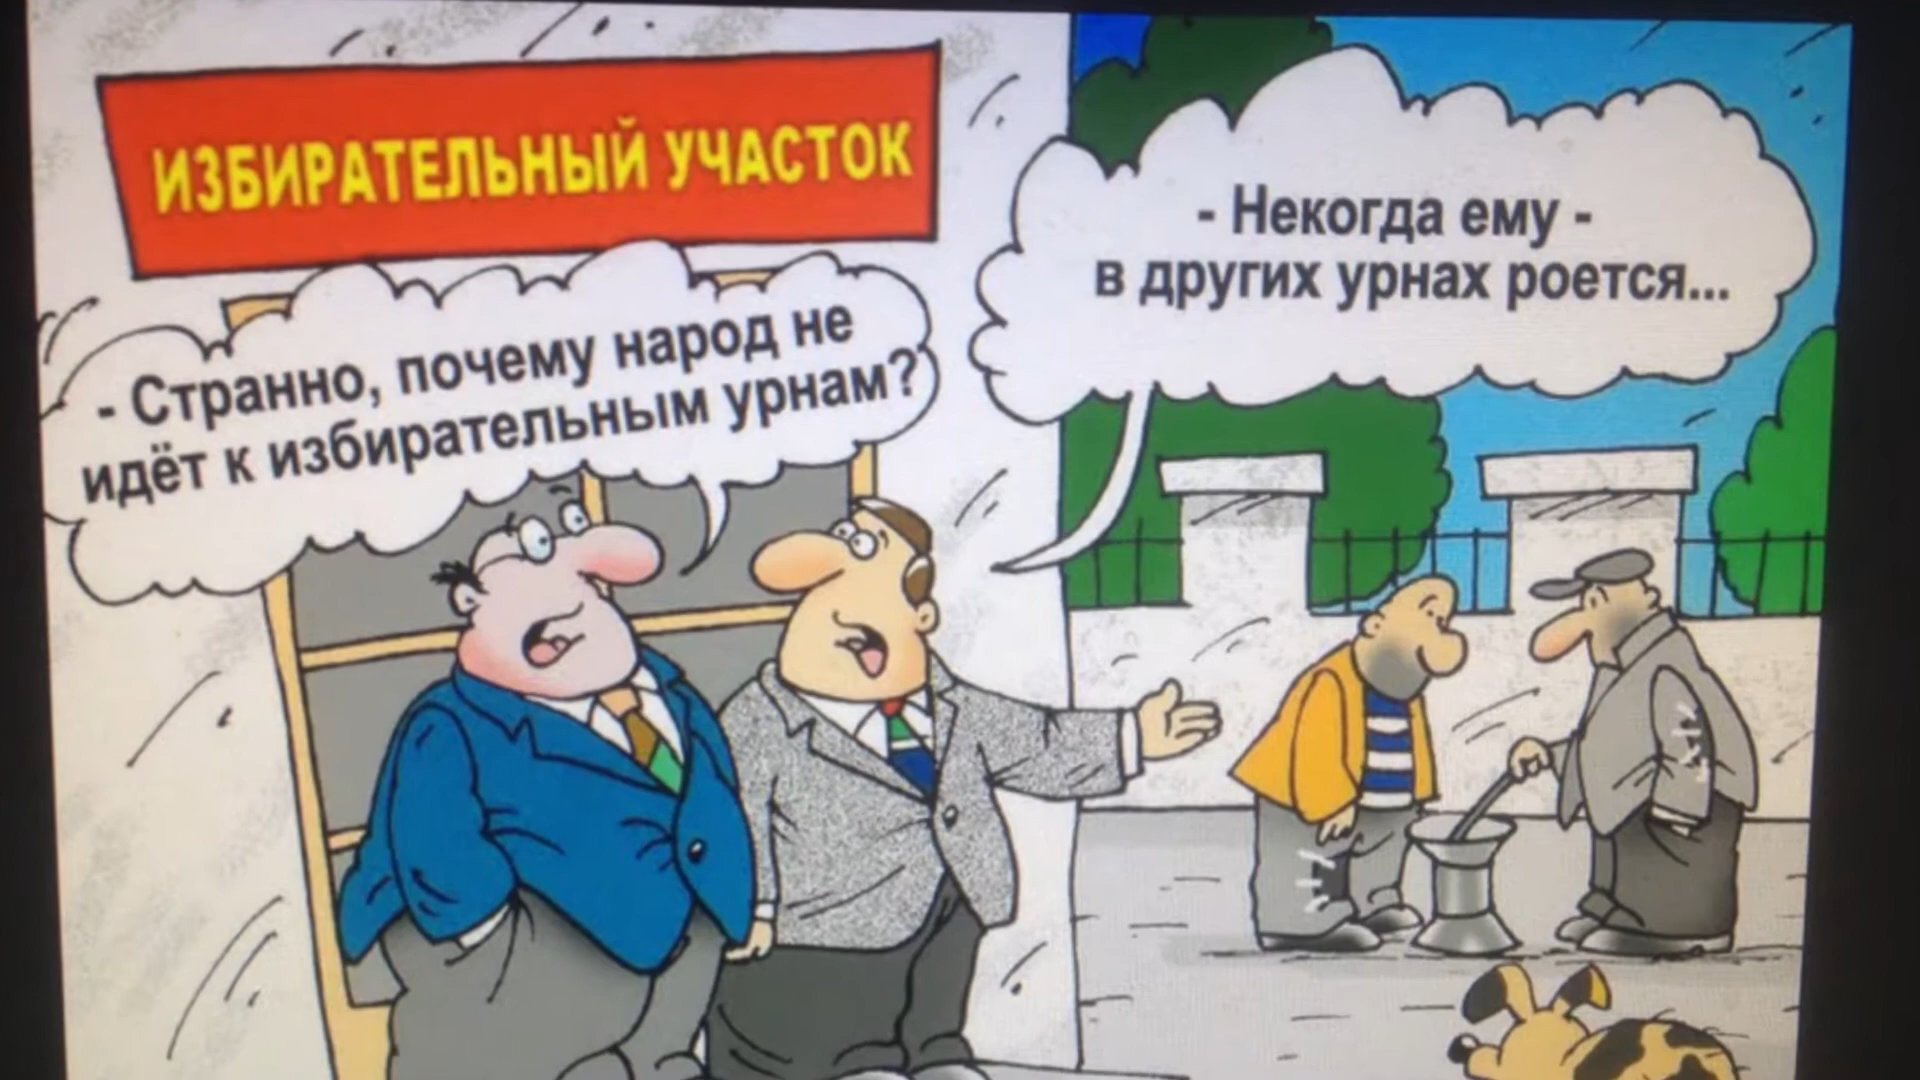 ИЗБИРАТЕЛЬНЫЙ УЧАСТОК
- Странно, почему народ не
идёт к избирательным урнам?
- Некогда ему -
в других урнах роется...